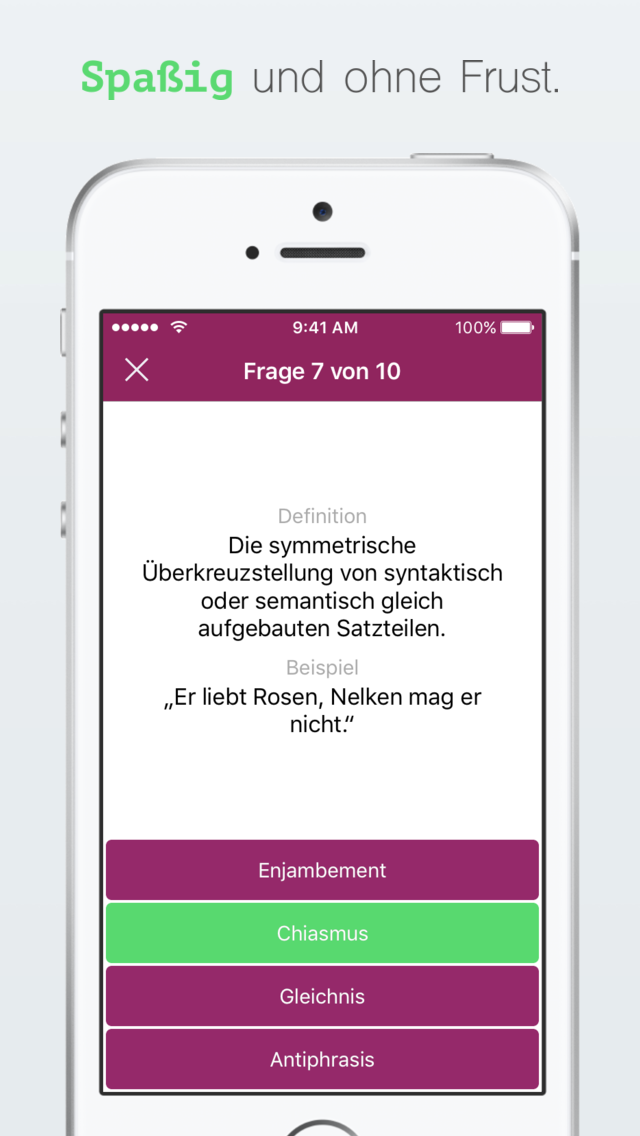 Spaßig und ohne Frust.
9:41 AM
100%
Frage 7 von 10
Definition
Die symmetrische
Überkreuzstellung von syntaktisch
oder semantisch gleich
aufgebauten Satzteilen.
Beispiel
„Er liebt Rosen, Nelken mag er
nicht.“
Enjambement
Chiasmus
Gleichnis
Antiphrasis